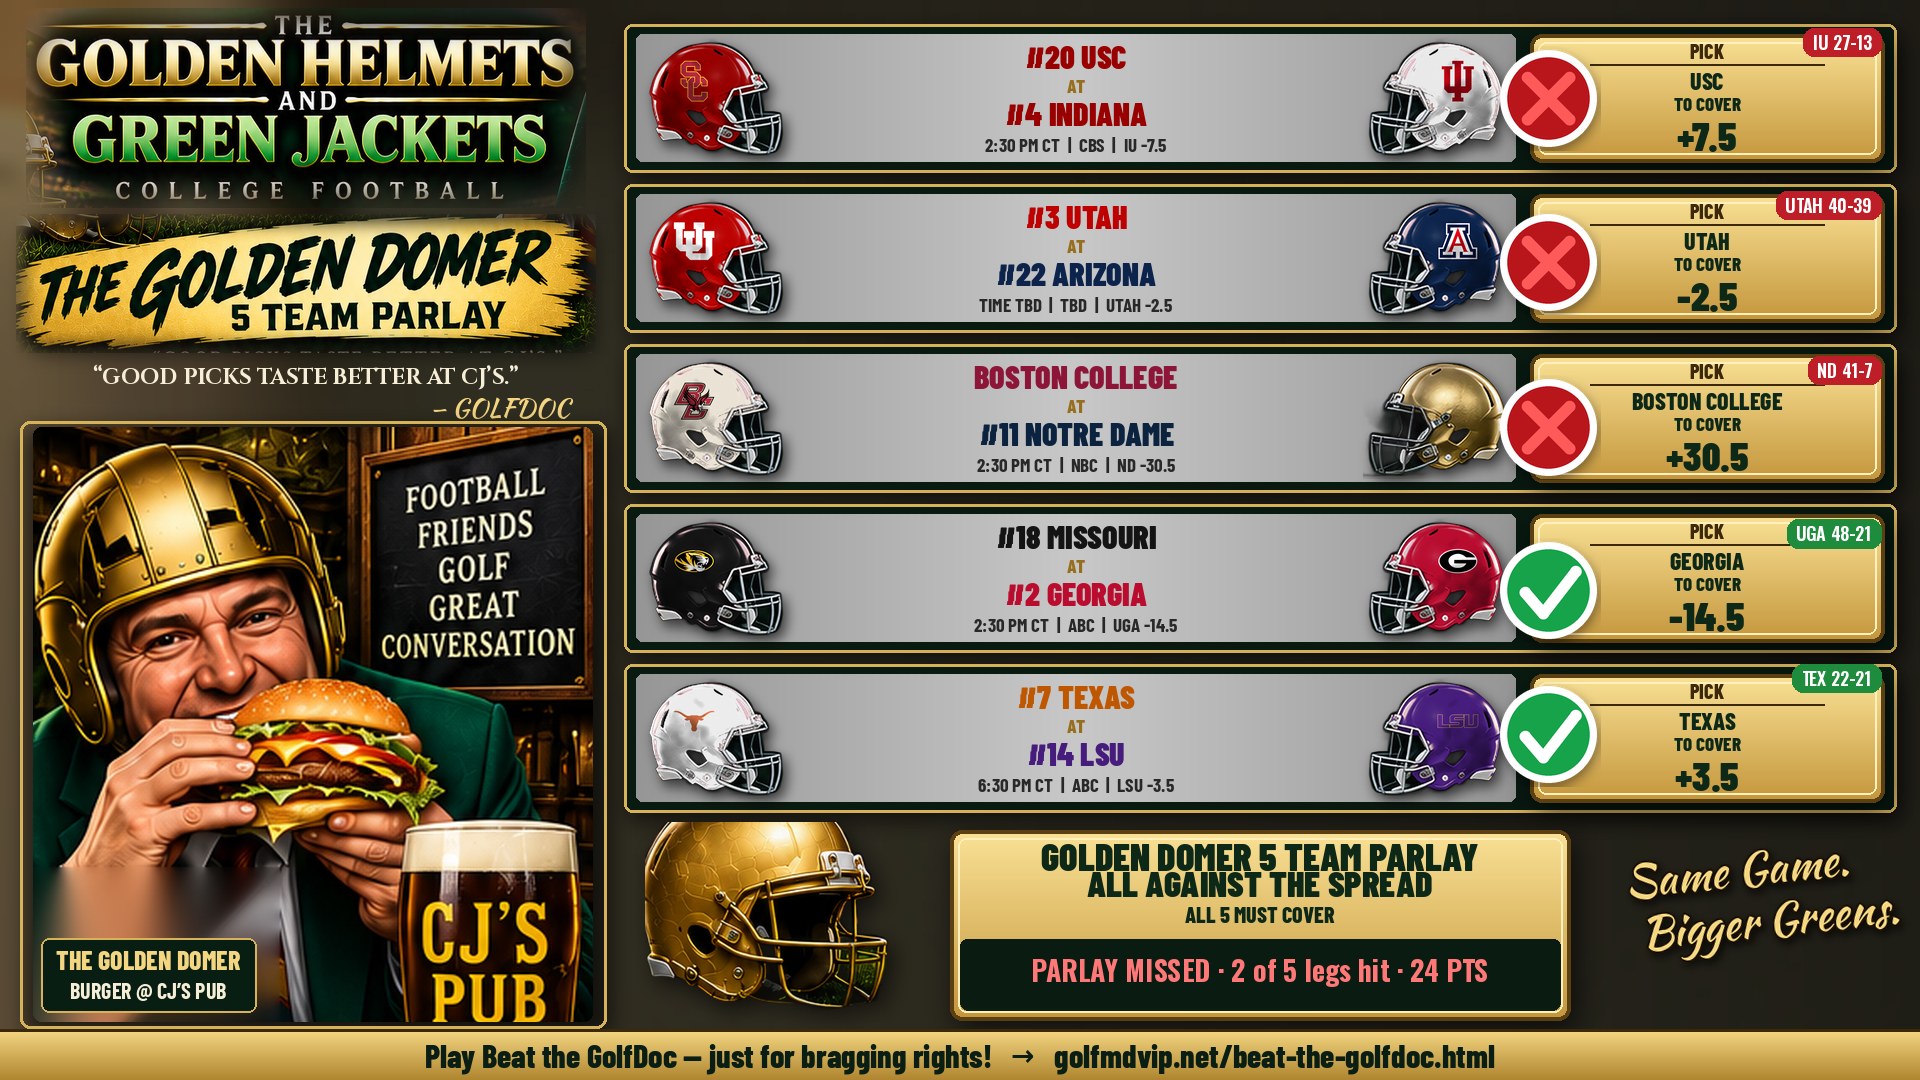 THE
GOLDEN HELMETS
AND
GREEN JACKETS
COLLEGE FOOTBALL
THE GOLDEN DOMER
5 TEAM PARLAY
“GOOD PICKS TASTE BETTER AT CJ’S.”
– GOLFDOC
FOOTBALL
FRIENDS
GOLF
GREAT
CONVERSATION
CJ'S
PUB
THE GOLDEN DOMER
BURGER @ CJ’S PUB
SC
#20 USC
AT
#4 INDIANA
2:30 PM CT | CBS | IU -7.5
PICK
IU 27-13
USC
TO COVER
+7.5
U
#3 UTAH
AT
#22 ARIZONA
TIME TBD | TBD | UTAH -2.5
A
PICK
UTAH 40-39
UTAH
TO COVER
-2.5
BC
BOSTON COLLEGE
AT
#11 NOTRE DAME
2:30 PM CT | NBC | ND -30.5
PICK
ND 41-7
BOSTON COLLEGE
TO COVER
+30.5
#18 MISSOURI
AT
#2 GEORGIA
2:30 PM CT | ABC | UGA -14.5
G
PICK
UGA 48-21
GEORGIA
TO COVER
-14.5
#7 TEXAS
AT
#14 LSU
6:30 PM CT | ABC | LSU -3.5
LSU
PICK
TEX 22-21
TEXAS
TO COVER
+3.5
GOLDEN DOMER 5 TEAM PARLAY
ALL AGAINST THE SPREAD
ALL 5 MUST COVER
PARLAY MISSED · 2 of 5 legs hit · 24 PTS
Same Game.
Bigger Greens.
Play Beat the GolfDoc — just for bragging rights! → golfmdvip.net/beat-the-golfdoc.html